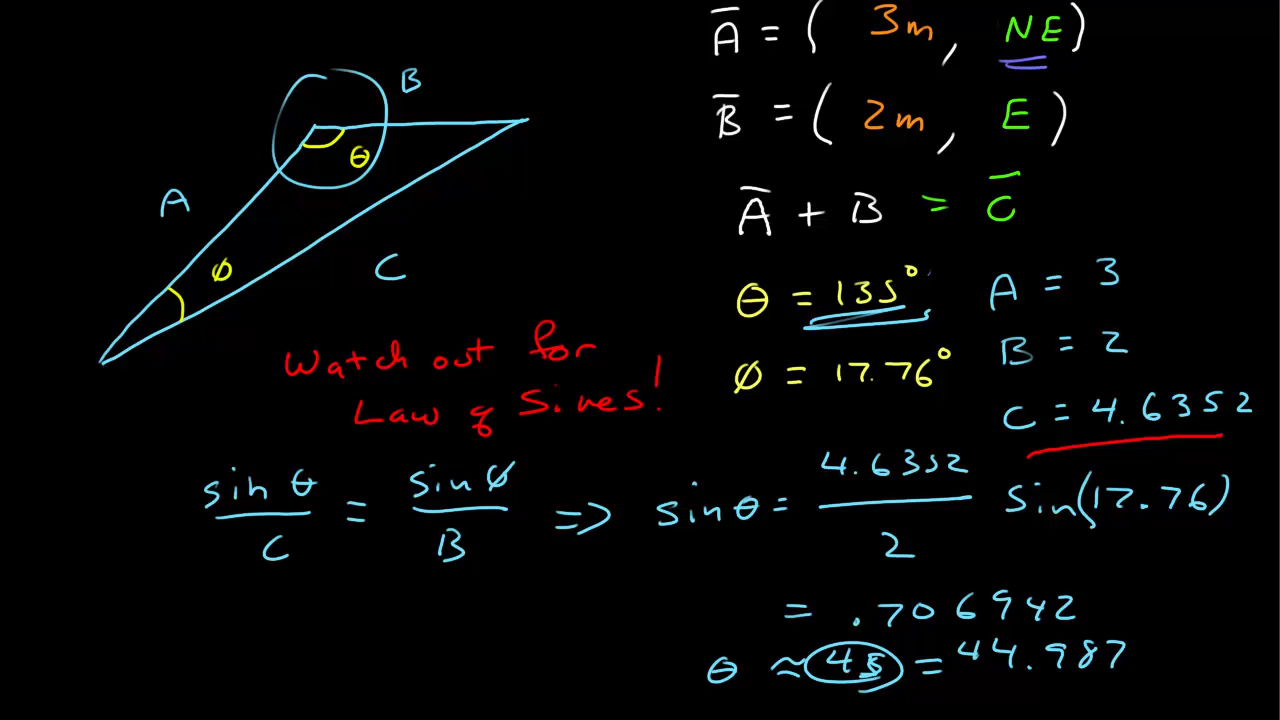 A̅ = ( 3m, NE )
B̅ = ( 2m, E )
A̅ + B = C̅
B
θ
A
ϕ
C
θ = 135°
A = 3
ϕ = 17.76°
B = 2
C = 4.6352
Watch out for
Law of Sines!
sin θ / C = sin ϕ / B => sin θ = 4.6352 / 2 Sin(17.76)
= .706942
θ ≈ 45 = 44.987